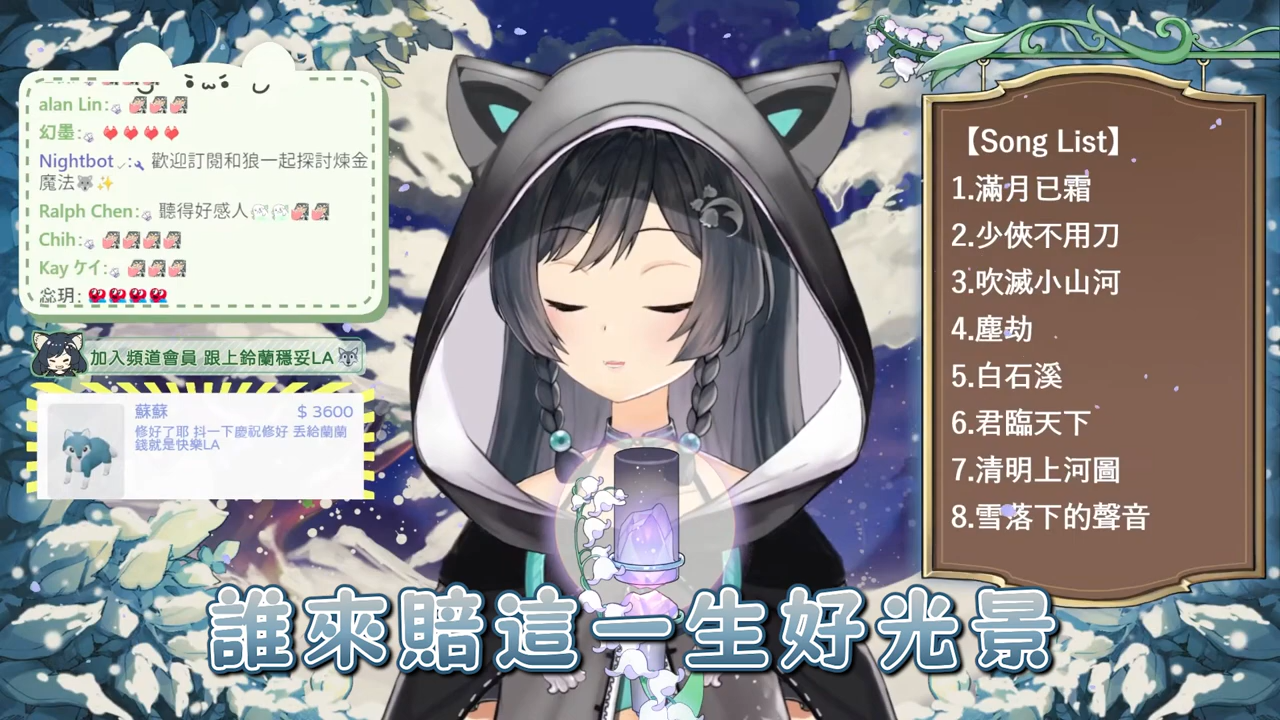 alan Lin:
幻墨:
Nightbot : 歡迎訂閱和狼一起探討煉金
魔法
Ralph Chen: 聽得好感人
Chih:
Kay ケイ:
惢玥:
加入頻道會員 跟上鈴蘭穩妥LA
蘇蘇 $ 3600
修好了耶 抖一下慶祝修好 丟給蘭蘭
錢就是快樂LA
【Song List】
1.滿月已霜
2.少俠不用刀
3.吹滅小山河
4.塵劫
5.白石溪
6.君臨天下
7.清明上河圖
8.雪落下的聲音
誰來賠這一生好光景